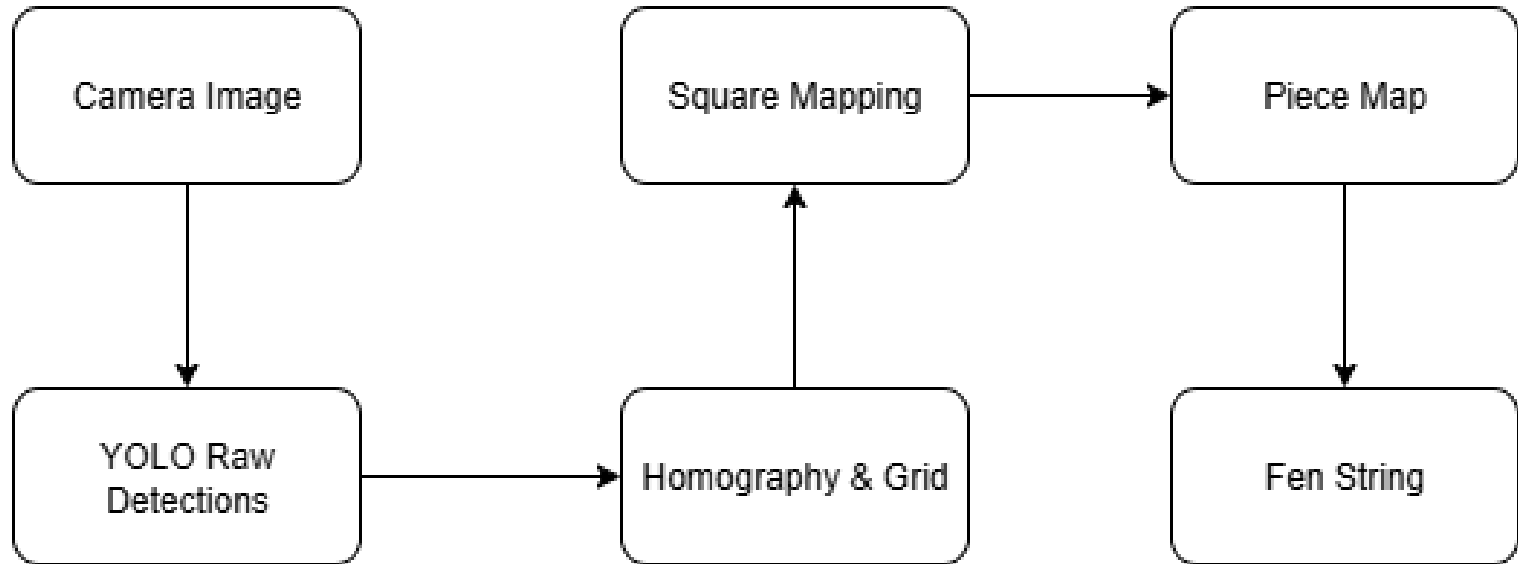 Camera Image
YOLO Raw
Detections
Homography & Grid
Square Mapping
Piece Map
Fen String